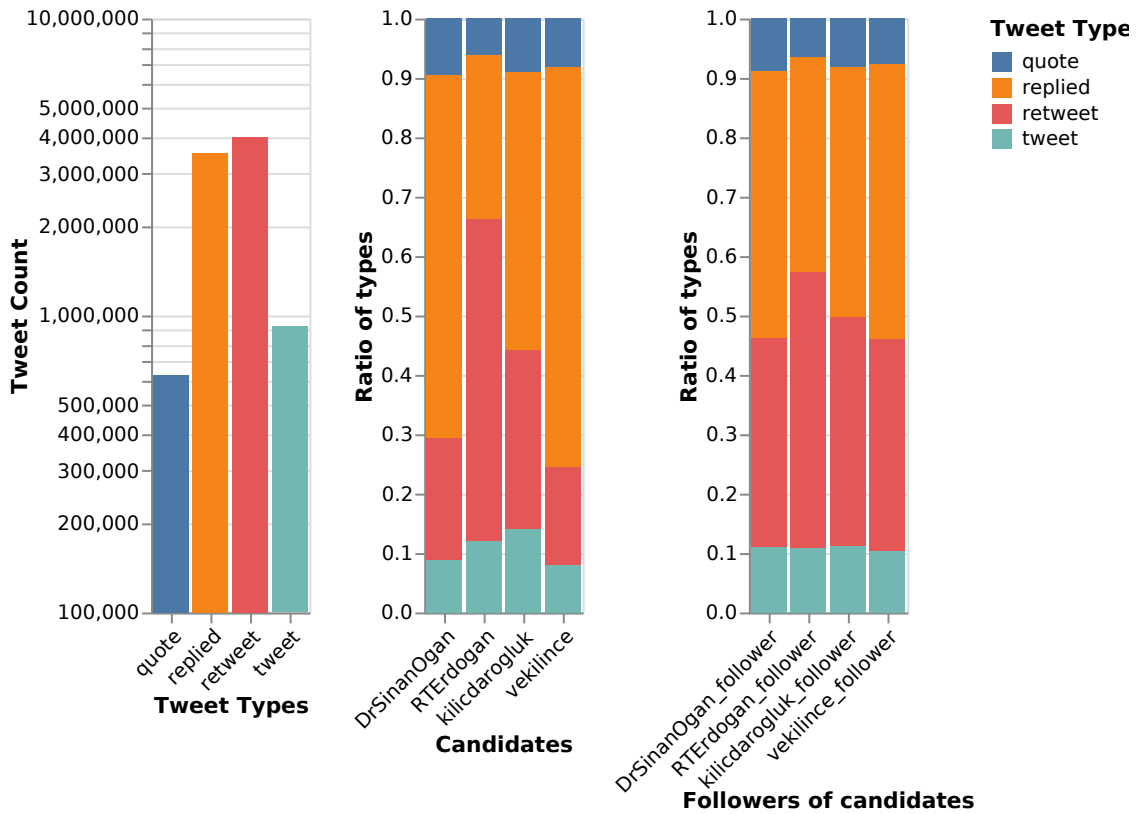 10,000,000
5,000,000
4,000,000
3,000,000
2,000,000
1,000,000
500,000
400,000
300,000
200,000
100,000
Tweet Count
quote
replied
retweet
tweet
Tweet Types
1.0
0.9
0.8
0.7
0.6
0.5
0.4
0.3
0.2
0.1
0.0
Ratio of types
DrSinanOgan
RTErdogan
kilicdarogluk
vekilince
Candidates
1.0
0.9
0.8
0.7
0.6
0.5
0.4
0.3
0.2
0.1
0.0
Ratio of types
DrSinanOgan_follower
RTErdogan_follower
kilicdarogluk_follower
vekilince_follower
Followers of candidates
Tweet Type
quote
replied
retweet
tweet